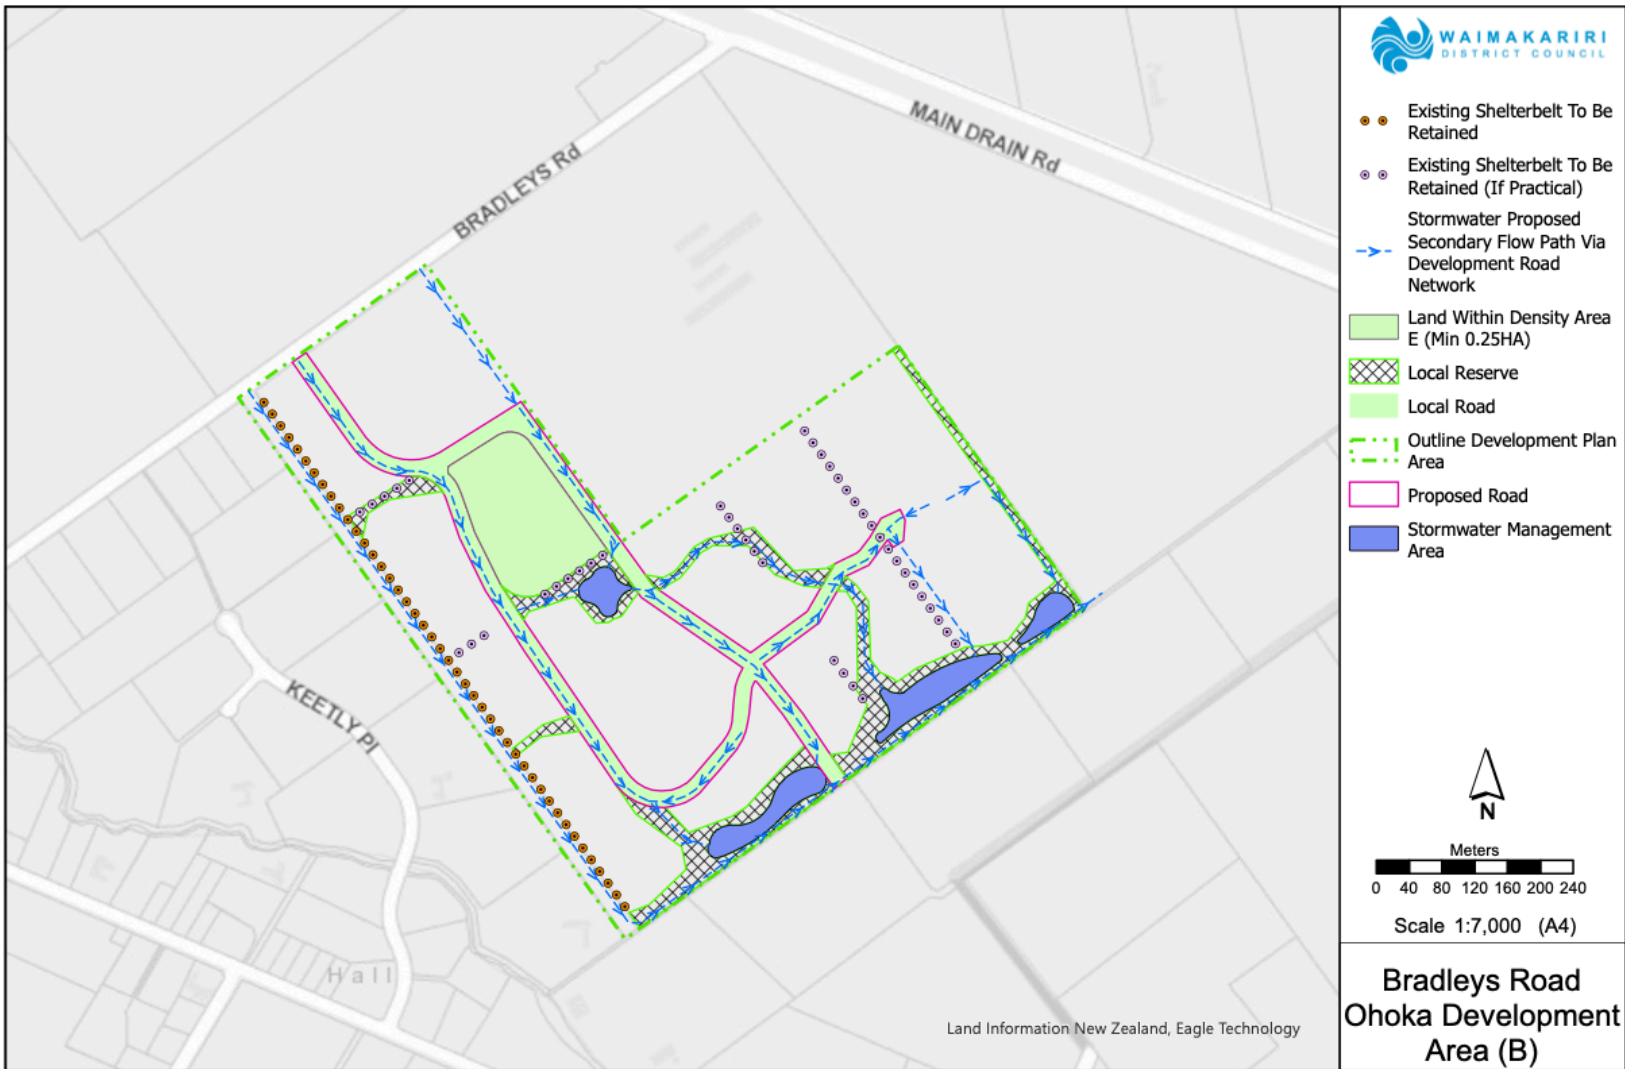 WAIMAKARIRI
DISTRICT COUNCIL
Existing Shelterbelt To Be
Retained
Existing Shelterbelt To Be
Retained (If Practical)
Stormwater Proposed
Secondary Flow Path Via
Development Road
Network
Land Within Density Area
E (Min 0.25HA)
Local Reserve
Local Road
Outline Development Plan
Area
Proposed Road
Stormwater Management
Area
MAIN DRAIN Rd
BRADLEYS Rd
KEETLY Pl
Hall
N
Meters
0 40 80 120 160 200 240
Scale 1:7,000 (A4)
Land Information New Zealand, Eagle Technology
Bradleys Road
Ohoka Development
Area (B)